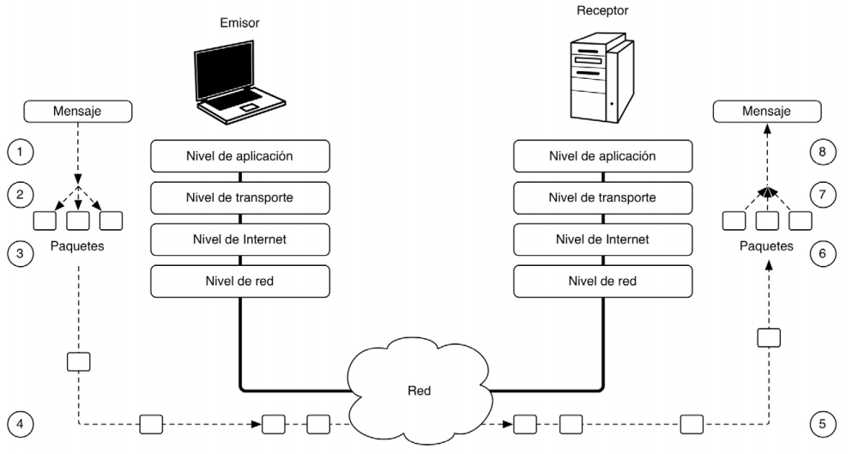 Emisor
Receptor
Mensaje
Mensaje
1
Nivel de aplicación
Nivel de aplicación
8
2
Nivel de transporte
Nivel de transporte
7
3
Paquetes
Nivel de Internet
Nivel de Internet
Paquetes
6
Nivel de red
Nivel de red
Red
4
5